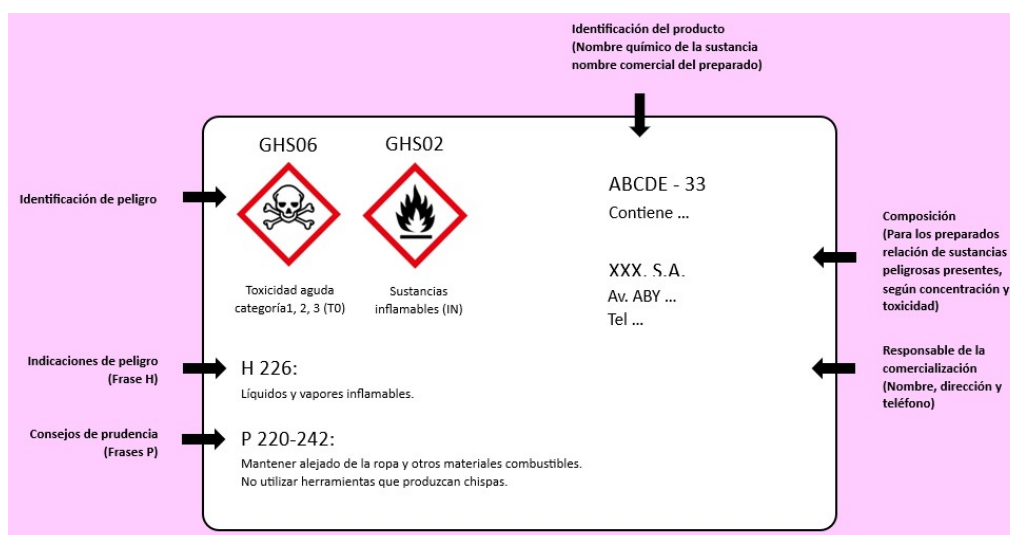 Identificación del producto
(Nombre químico de la sustancia
nombre comercial del preparado)
GHS06
GHS02
Identificación de peligro
ABCDE - 33
Contiene ...
Toxicidad aguda
categoría1, 2, 3 (T0)
Sustancias
inflamables (IN)
XXX. S.A.
Av. ABY ...
Tel ...
Composición
(Para los preparados
relación de sustancias
peligrosas presentes,
según concentración y
toxicidad)
Indicaciones de peligro
(Frase H)
H 226:
Líquidos y vapores inflamables.
Responsable de la
comercialización
(Nombre, dirección y
teléfono)
Consejos de prudencia
(Frases P)
P 220-242:
Mantener alejado de la ropa y otros materiales combustibles.
No utilizar herramientas que produzcan chispas.